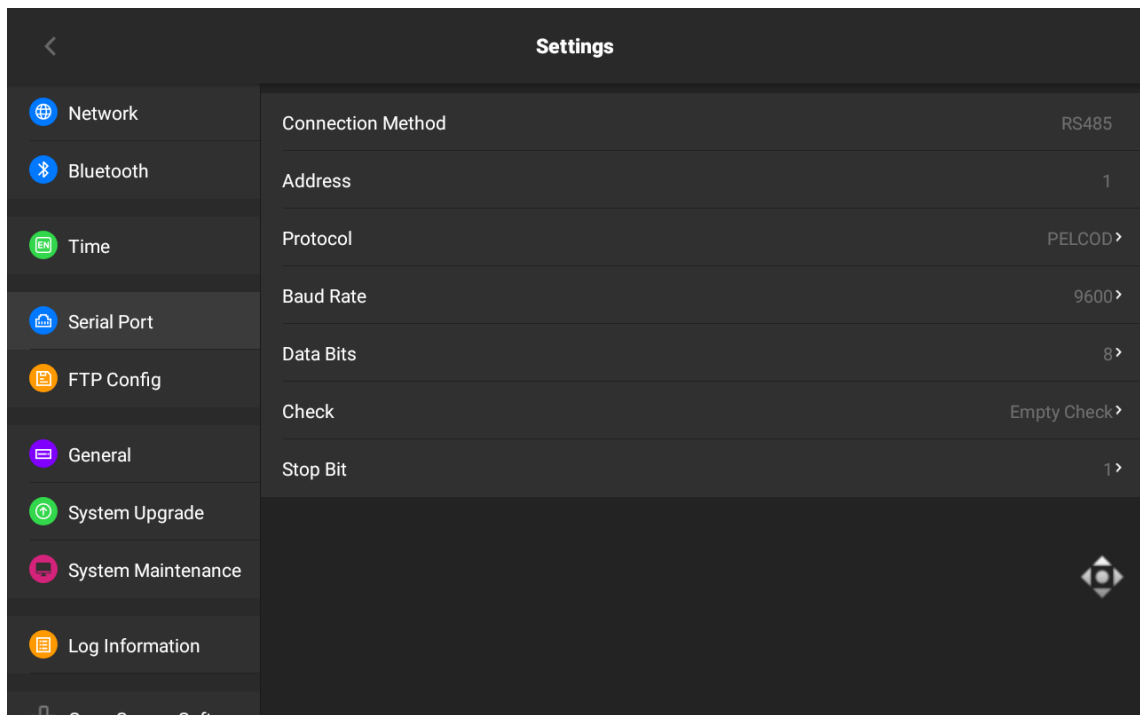 Settings
Network
Bluetooth
EN
Time
Serial Port
FTP Config
General
System Upgrade
System Maintenance
Log Information
Connection Method RS485
Address 1
Protocol PELCOD
Baud Rate 9600
Data Bits 8
Check Empty Check
Stop Bit 1